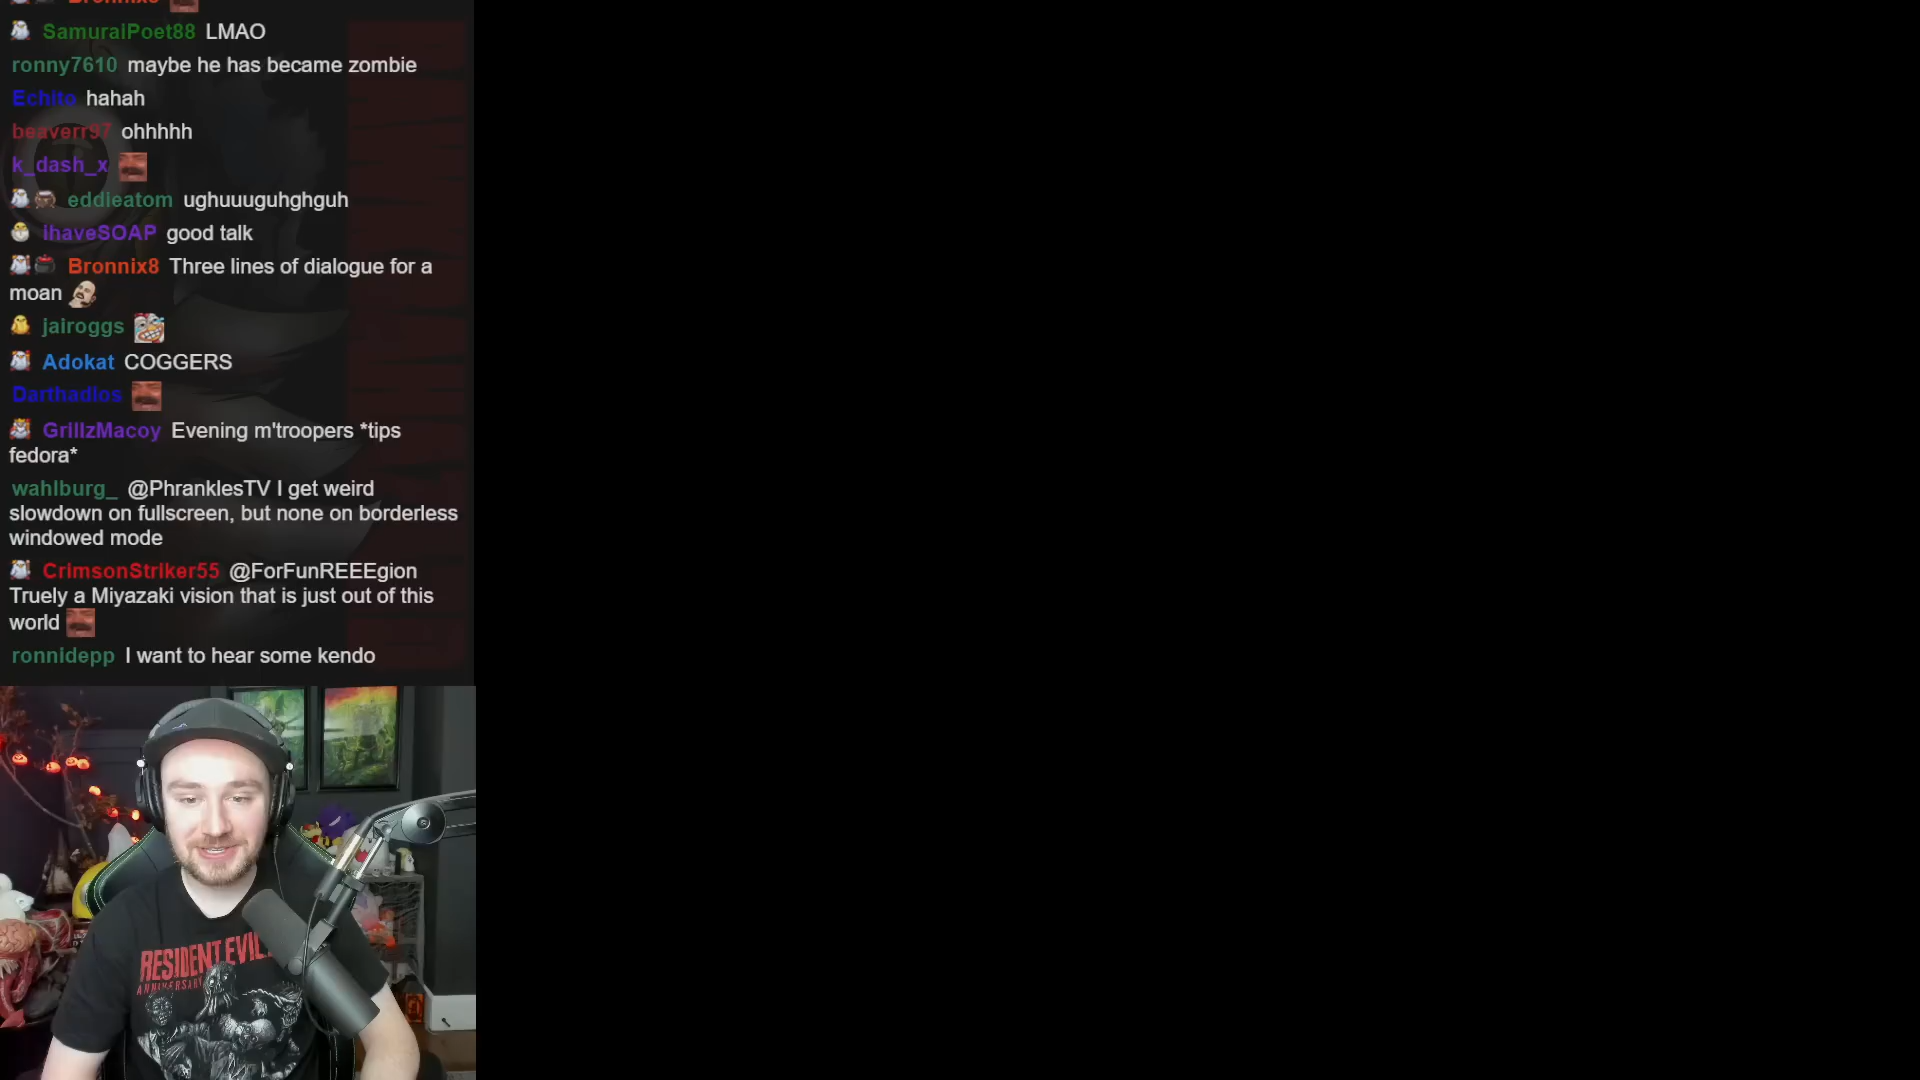 SamuraiPoet88 LMAO
ronny7610 maybe he has became zombie
Echito hahah
beaverr97 ohhhhh
k_dash_x
eddieatom ughuuuguhghguh
ihaveSOAP good talk
Bronnix8 Three lines of dialogue for a
moan
jairoggs
Adokat COGGERS
Darthadios
GrillzMacoy Evening m'troopers *tips
fedora*
wahlburg_ @PhranklesTV I get weird
slowdown on fullscreen, but none on borderless
windowed mode
CrimsonStriker55 @ForFunREEEgion
Truely a Miyazaki vision that is just out of this
world
ronnidepp I want to hear some kendo
RESIDENT EVIL
ANNIVERSARY